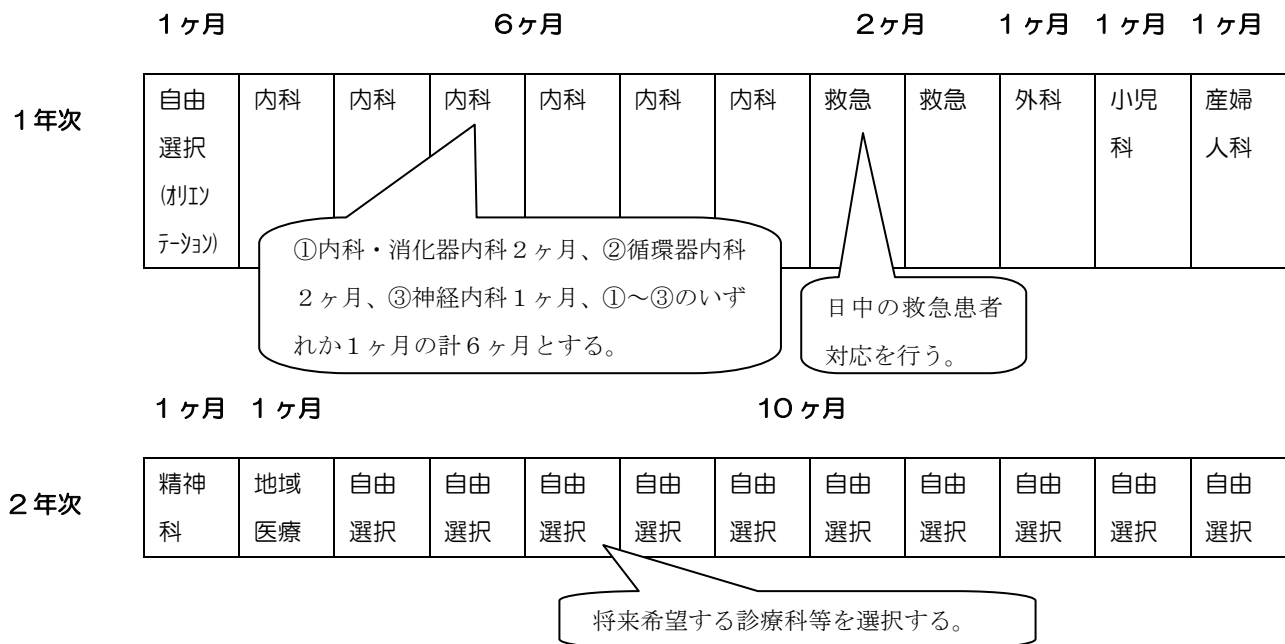 1ヶ月 6ヶ月 2ヶ月 1ヶ月 1ヶ月 1ヶ月
1年次
自由 内科 内科 内科 内科 内科 内科 救急 救急 外科 小児 産婦
選択 科 人科
(ｵﾘｴﾝ
ﾃｰｼｮﾝ)
①内科・消化器内科２ヶ月、②循環器内科
２ヶ月、③神経内科１ヶ月、①～③のいず
れか１ヶ月の計６ヶ月とする。
日中の救急患者
対応を行う。
1ヶ月 1ヶ月 10ヶ月
2年次
精神 地域 自由 自由 自由 自由 自由 自由 自由 自由 自由 自由
科 医療 選択 選択 選択 選択 選択 選択 選択 選択 選択 選択
将来希望する診療科等を選択する。